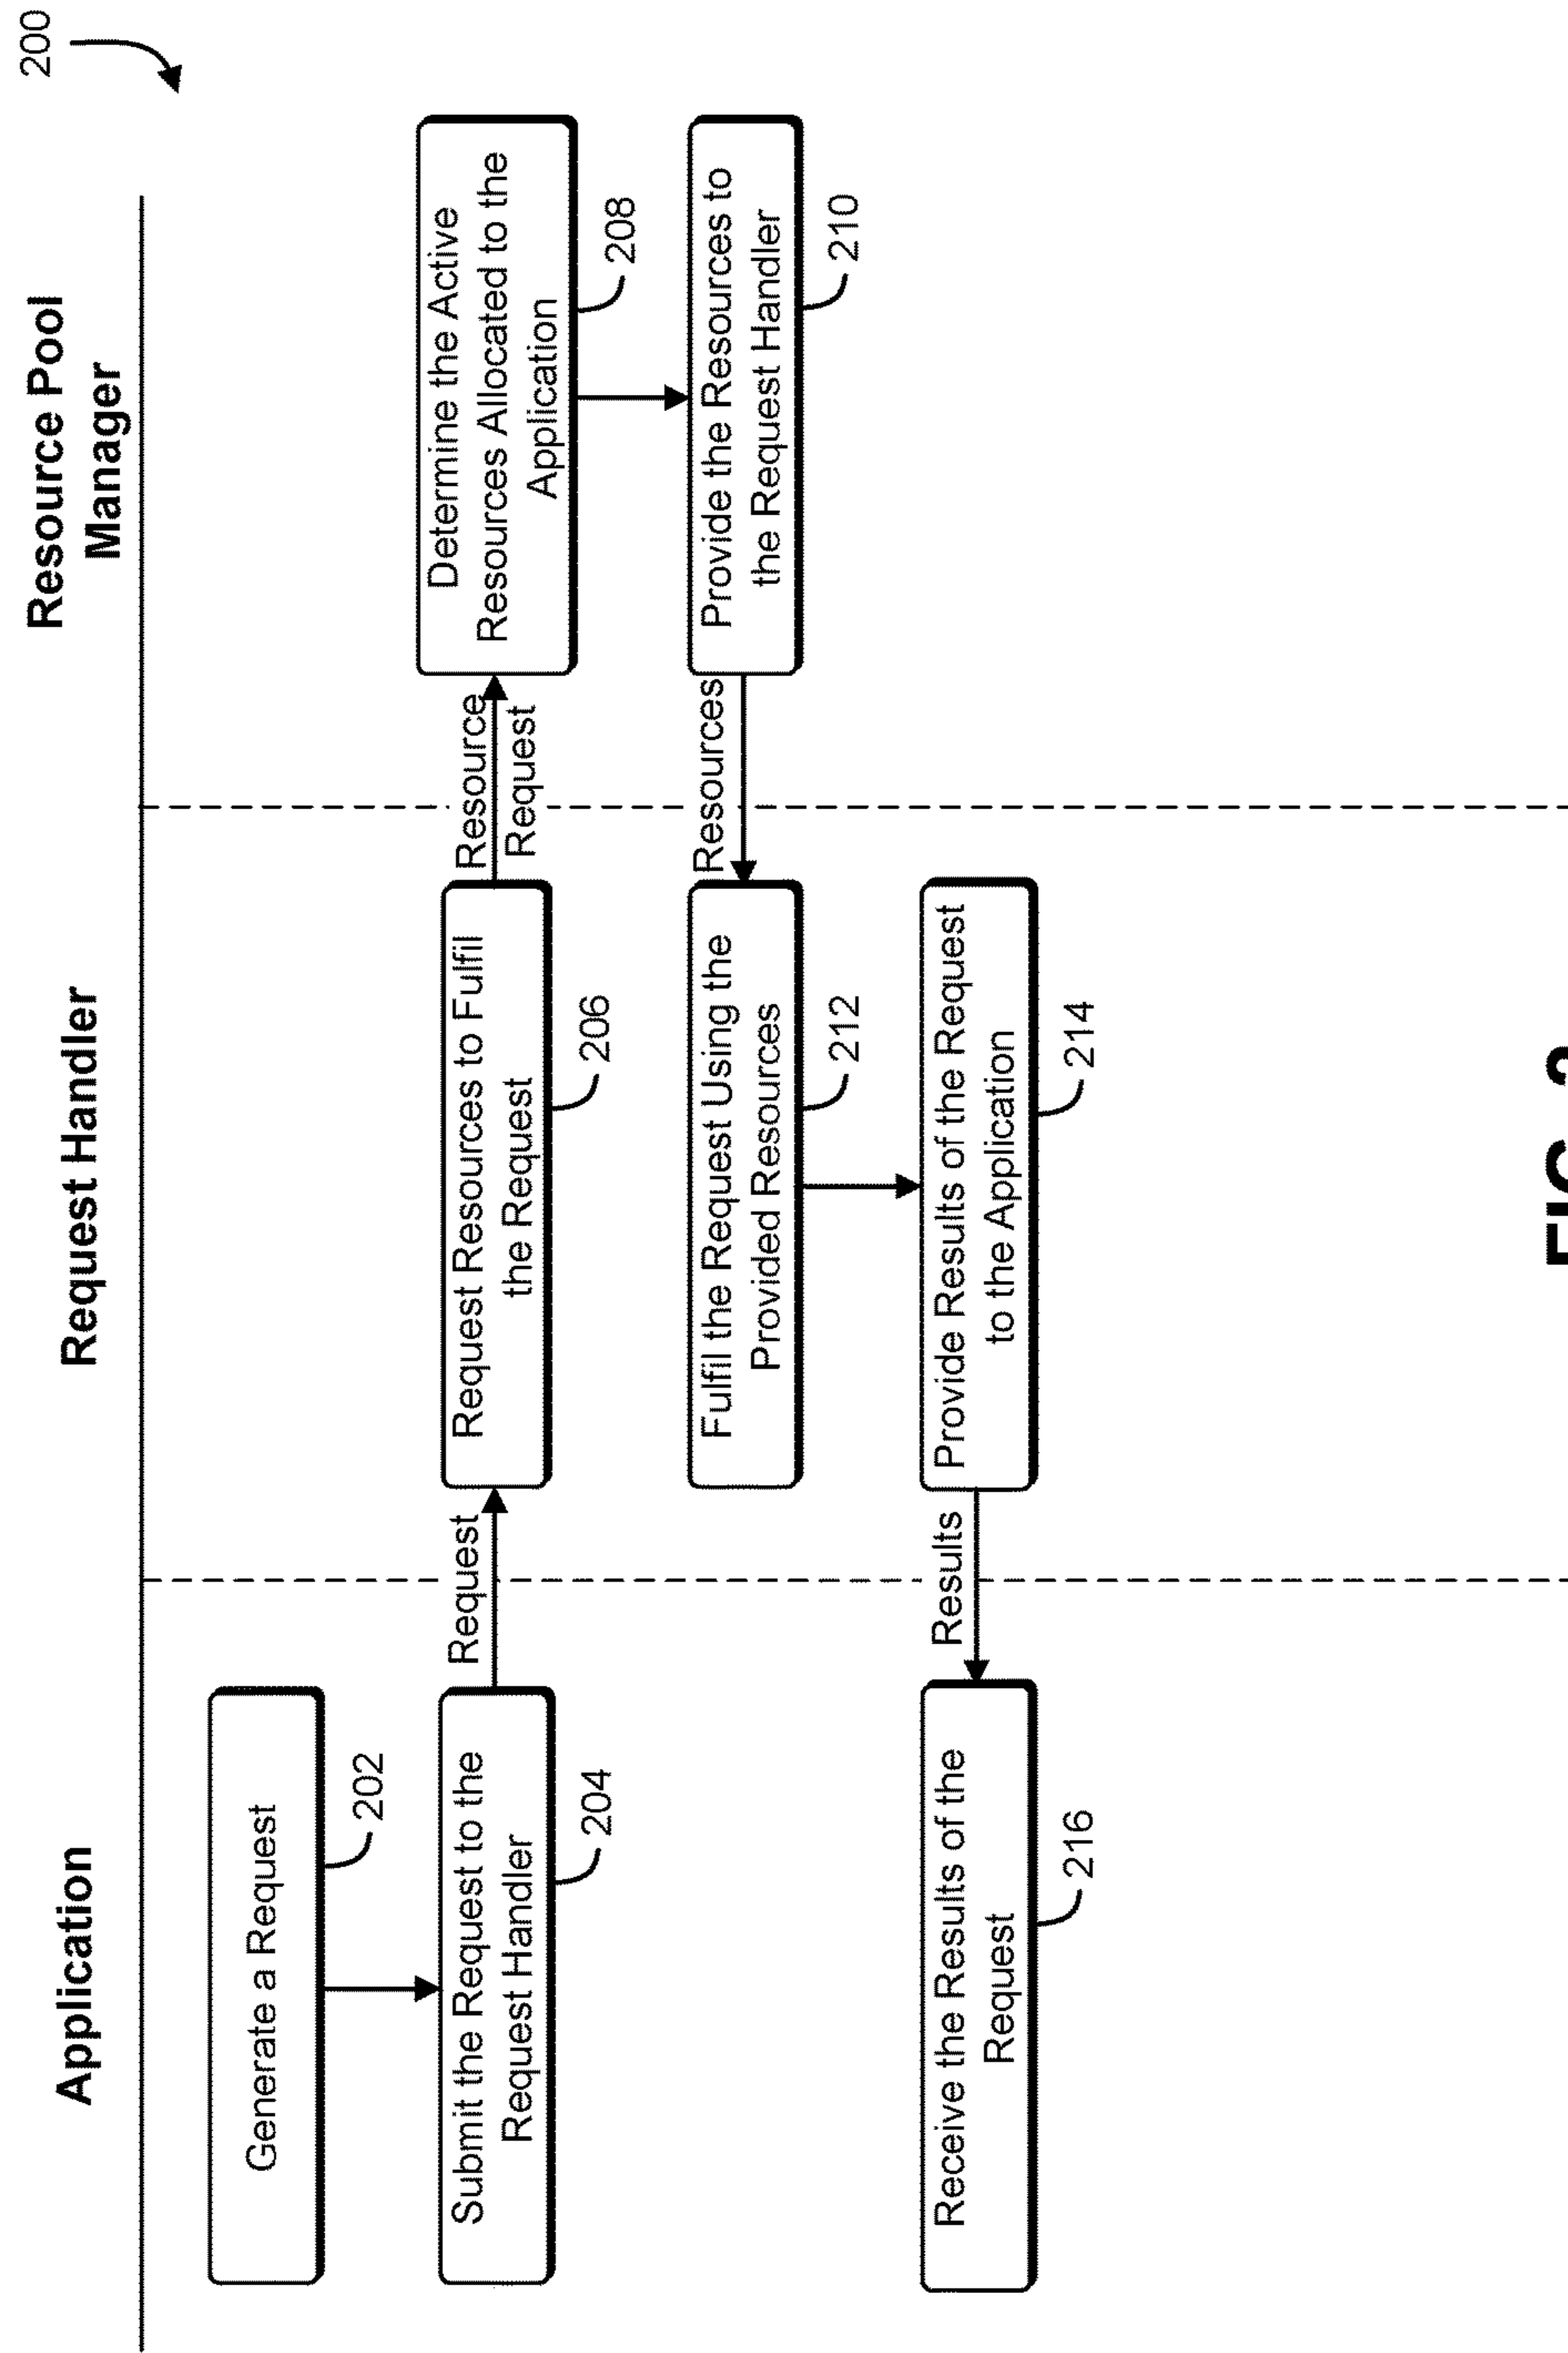 200
Application
Request Handler
Resource Pool
Manager
Generate a Request
202
Submit the Request to the
Request Handler
204
Request
Request Resources to Fulfil
the Request
206
Resource
Request
Determine the Active
Resources Allocated to the
Application
208
Provide the Resources to
the Request Handler
210
Resources
Fulfil the Request Using the
Provided Resources
212
Provide Results of the Request
to the Application
214
Results
Receive the Results of the
Request
216